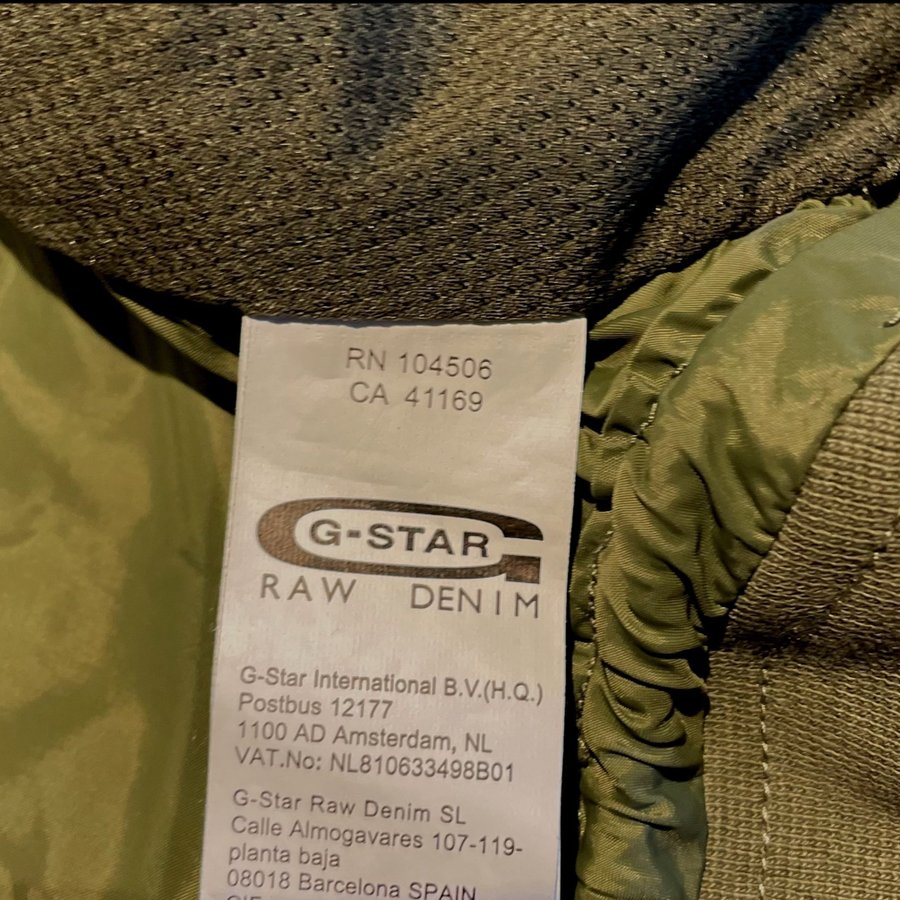 RN 104506
CA 41169
G-STAR
RAW DENIM
G-Star International B.V.(H.Q.)
Postbus 12177
1100 AD Amsterdam, NL
VAT.No: NL810633498B01
G-Star Raw Denim SL
Calle Almogavares 107-119-
planta baja
08018 Barcelona SPAIN